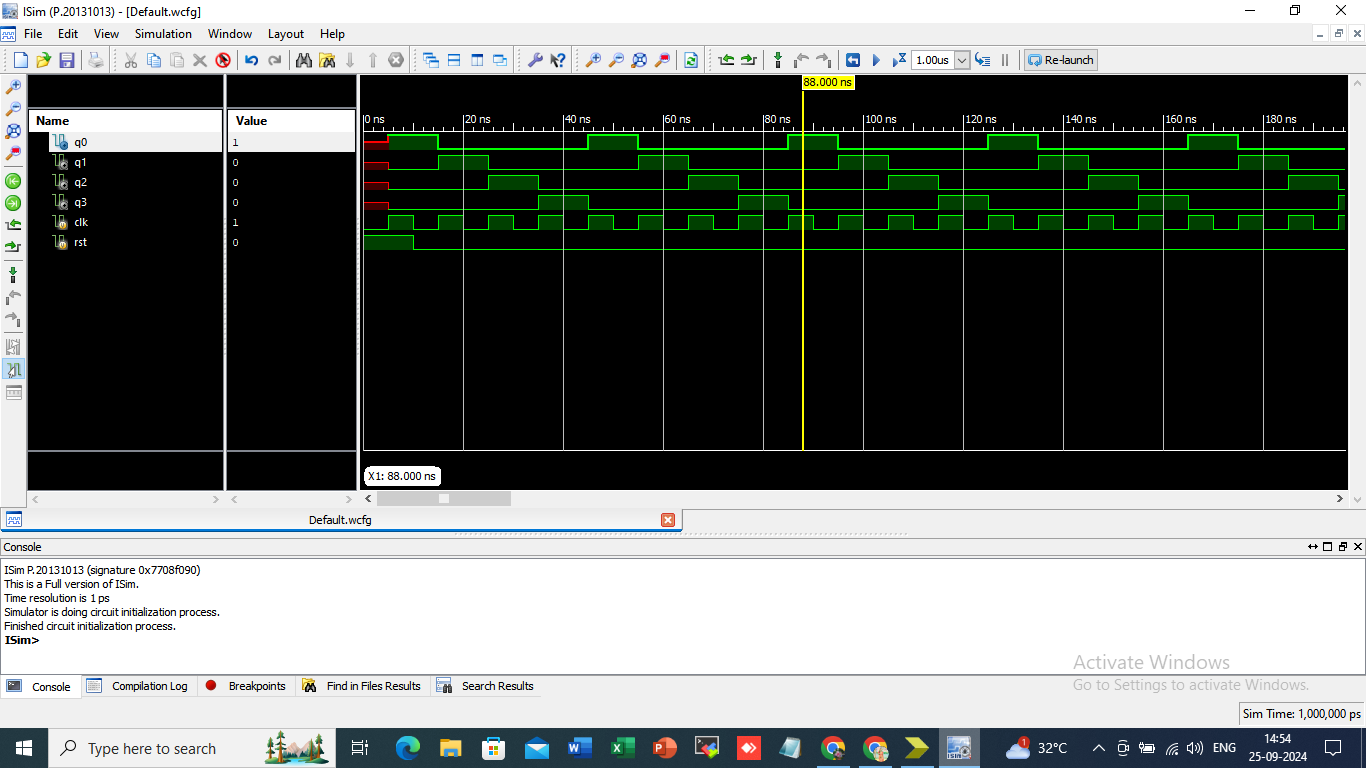 ISim (P.20131013) - [Default.wcfg]
File Edit View Simulation Window Layout Help
1.00us Re-launch
88.000 ns
Name Value
0 ns 20 ns 40 ns 60 ns 80 ns 100 ns 120 ns 140 ns 160 ns 180 ns
q0 1
q1 0
q2 0
q3 0
clk 1
rst 0
X1: 88.000 ns
Default.wcfg
Console
ISim P.20131013 (signature 0x7708f090)
This is a Full version of ISim.
Time resolution is 1 ps
Simulator is doing circuit initialization process.
Finished circuit initialization process.
ISim>
Activate Windows
Go to Settings to activate Windows.
Console Compilation Log Breakpoints Find in Files Results Search Results
Sim Time: 1,000,000 ps
Type here to search
32°C ENG
14:54
25-09-2024